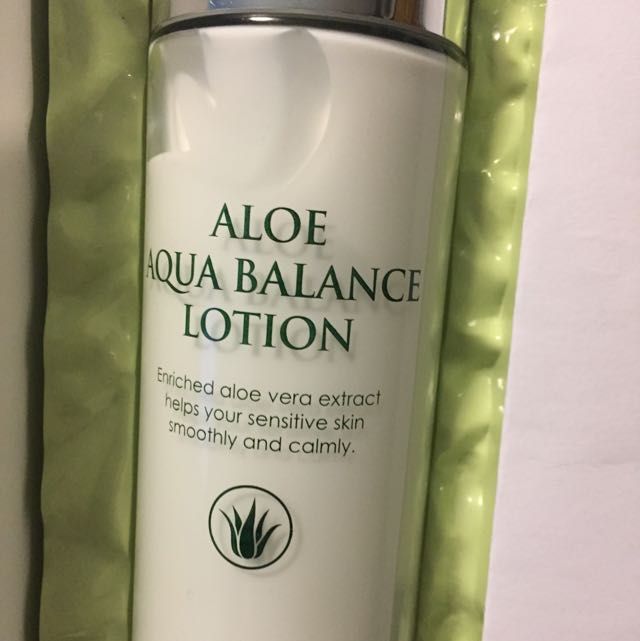 ALOE
AQUA BALANCE
LOTION
Enriched aloe vera extract
helps your sensitive skin
smoothly and calmly.